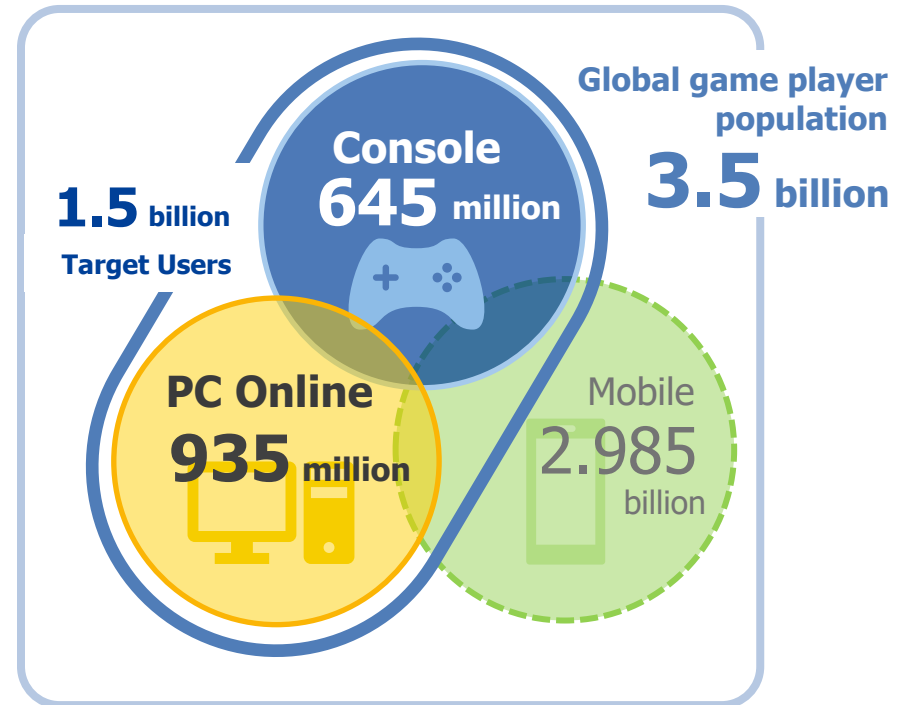 Global game player
population
3.5 billion
Console
645 million
1.5 billion
Target Users
PC Online
935 million
Mobile
2.985
billion